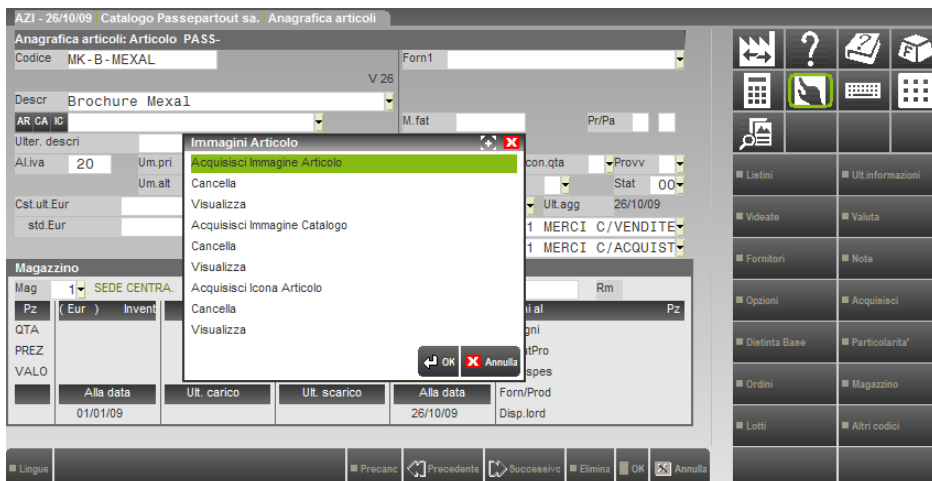 AZI - 26/10/09 Catalogo Passepartout sa. Anagrafica articoli
Anagrafica articoli: Articolo PASS-
Codice MK-B-MEXAL Forn1
V 26
Descr Brochure Mexal
AR CA IC M.fat Pr/Pa
Ulter. descri
Al.iva 20 Um.pri con.qta Provv
Um.alt Stat 00
Cst.ult.Eur Ult.agg 26/10/09
std.Eur 1 MERCI C/VENDITE
1 MERCI C/ACQUIST
Immagini Articolo
Acquisisci Immagine Articolo
Cancella
Visualizza
Acquisisci Immagine Catalogo
Cancella
Visualizza
Acquisisci Icona Articolo
Cancella
Visualizza
OK Annulla
Magazzino
Mag 1 SEDE CENTRA. Rm
Pz ( Eur ) Invent ni al Pz
QTA gni
PREZ utPro
VALO spes
Alla data Ult. carico Ult. scarico Alla data Forn/Prod
01/01/09 26/10/09 Disp.lord
Listini Ult.informazioni
Videate Valuta
Fornitori Note
Opzioni Acquisisci
Distinta Base Particolarita'
Ordini Magazzino
Lotti Altri codici
Lingue Precanc Precedente Successivo Elimina OK Annulla